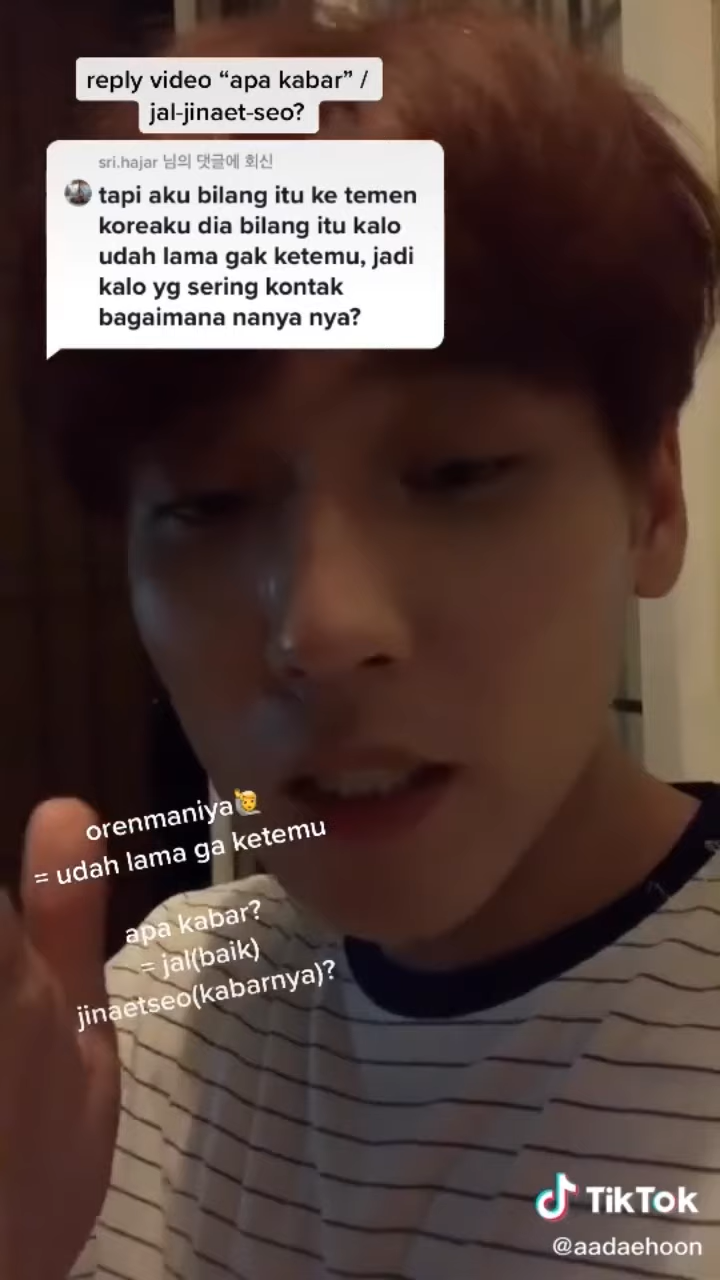 reply video “apa kabar” /
jal-jinaet-seo?
sri.hajar 님의 댓글에 회신
tapi aku bilang itu ke temen
koreaku dia bilang itu kalo
udah lama gak ketemu, jadi
kalo yg sering kontak
bagaimana nanya nya?
orenmaniya🙋‍♂️
= udah lama ga ketemu
apa kabar?
= jal(baik)
jinaetseo(kabarnya)?
TikTok
@aadaehoon